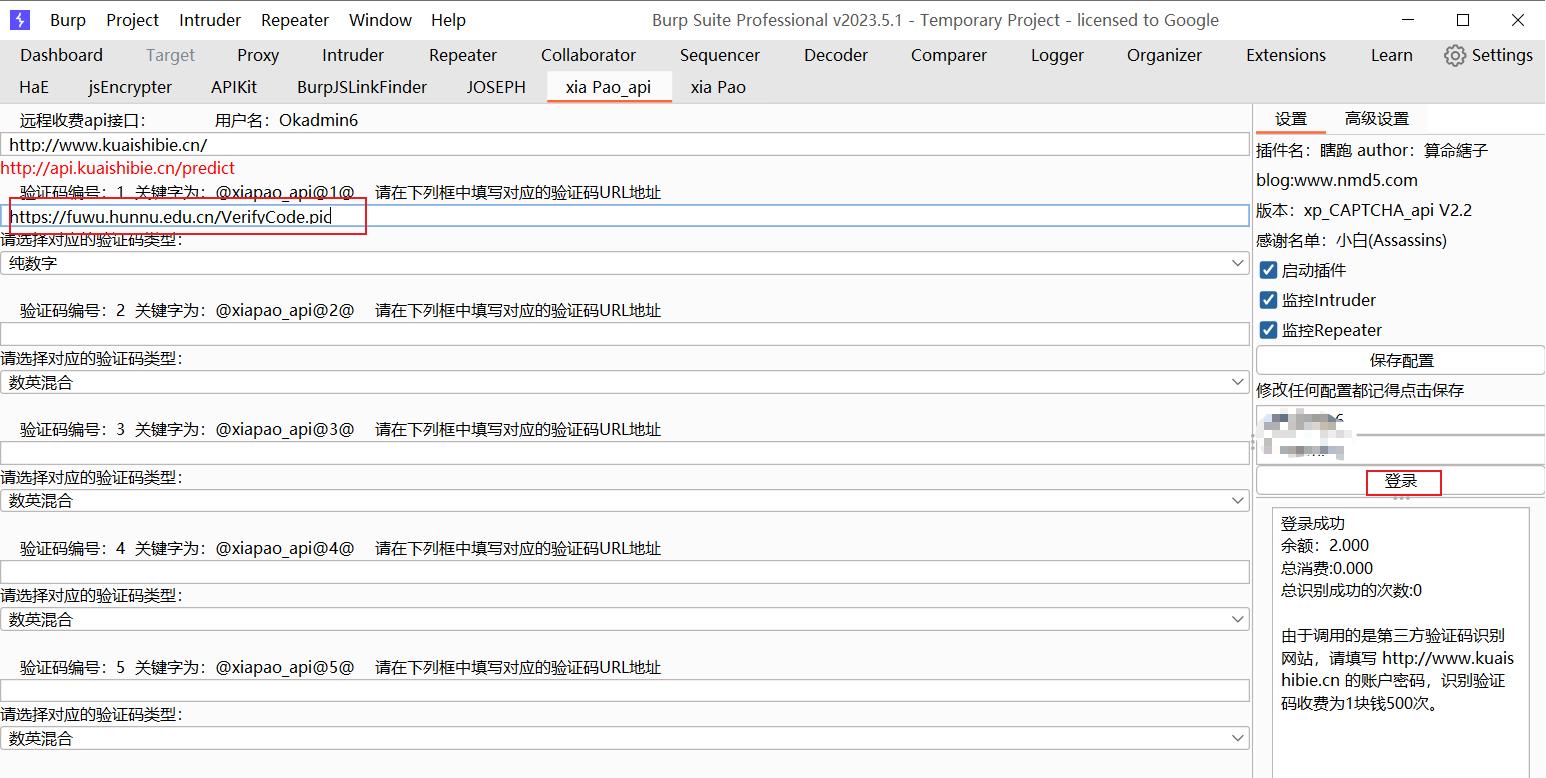 Burp Project Intruder Repeater Window Help Burp Suite Professional v2023.5.1 - Temporary Project - licensed to Google
Dashboard Target Proxy Intruder Repeater Collaborator Sequencer Decoder Comparer Logger Organizer Extensions Learn Settings
HaE jsEncrypter APIKit BurpJSLinkFinder JOSEPH xia Pao_api xia Pao
远程收费api接口： 用户名：Okadmin6
http://www.kuaishibie.cn/
http://api.kuaishibie.cn/predict
验证码编号：1 关键字为：@xiapao_api@1@ 请在下列框中填写对应的验证码URL地址
https://fuwu.hunnu.edu.cn/VerifyCode.pic
请选择对应的验证码类型：
纯数字
验证码编号：2 关键字为：@xiapao_api@2@ 请在下列框中填写对应的验证码URL地址
请选择对应的验证码类型：
数英混合
验证码编号：3 关键字为：@xiapao_api@3@ 请在下列框中填写对应的验证码URL地址
请选择对应的验证码类型：
数英混合
验证码编号：4 关键字为：@xiapao_api@4@ 请在下列框中填写对应的验证码URL地址
请选择对应的验证码类型：
数英混合
验证码编号：5 关键字为：@xiapao_api@5@ 请在下列框中填写对应的验证码URL地址
请选择对应的验证码类型：
数英混合
设置 高级设置
插件名：瞎跑 author：算命縖子
blog:www.nmd5.com
版本：xp_CAPTCHA_api V2.2
感谢名单：小白(Assassins)
启动插件
监控Intruder
监控Repeater
保存配置
修改任何配置都记得点击保存
登录
登录成功
余额：2.000
总消费:0.000
总识别成功的次数:0
由于调用的是第三方验证码识别
网站，请填写 http://www.kuais
hibie.cn 的账户密码，识别验证
码收费为1块钱500次。